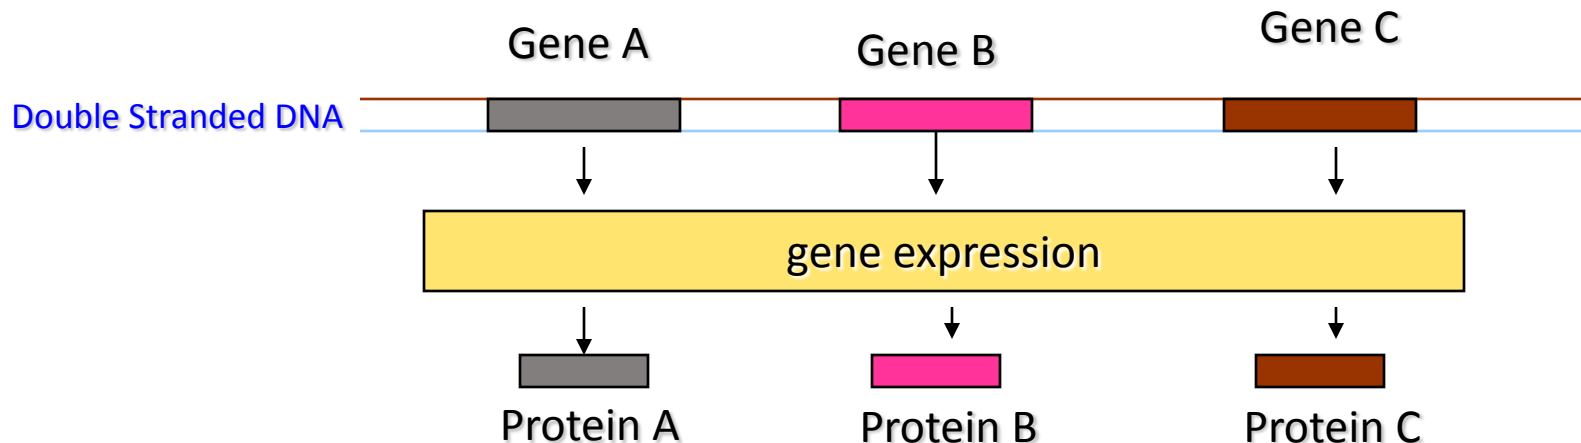 Gene A
Gene B
Gene C
Double Stranded DNA
gene expression
Protein A
Protein B
Protein C